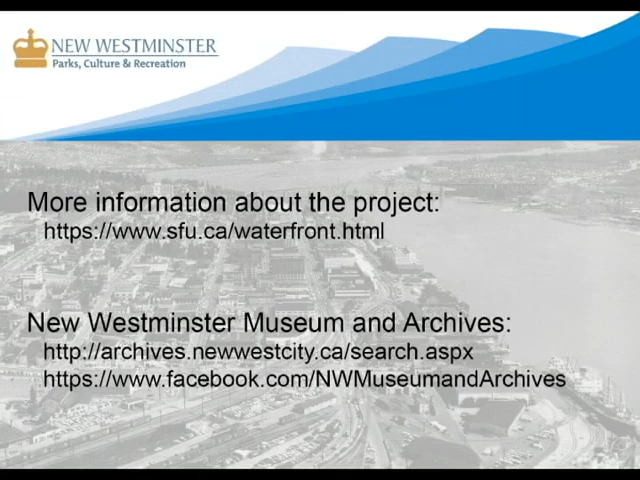 NEW WESTMINSTER
Parks, Culture & Recreation
More information about the project:
https://www.sfu.ca/waterfront.html
New Westminster Museum and Archives:
http://archives.newwestcity.ca/search.aspx
https://www.facebook.com/NWMuseumandArchives